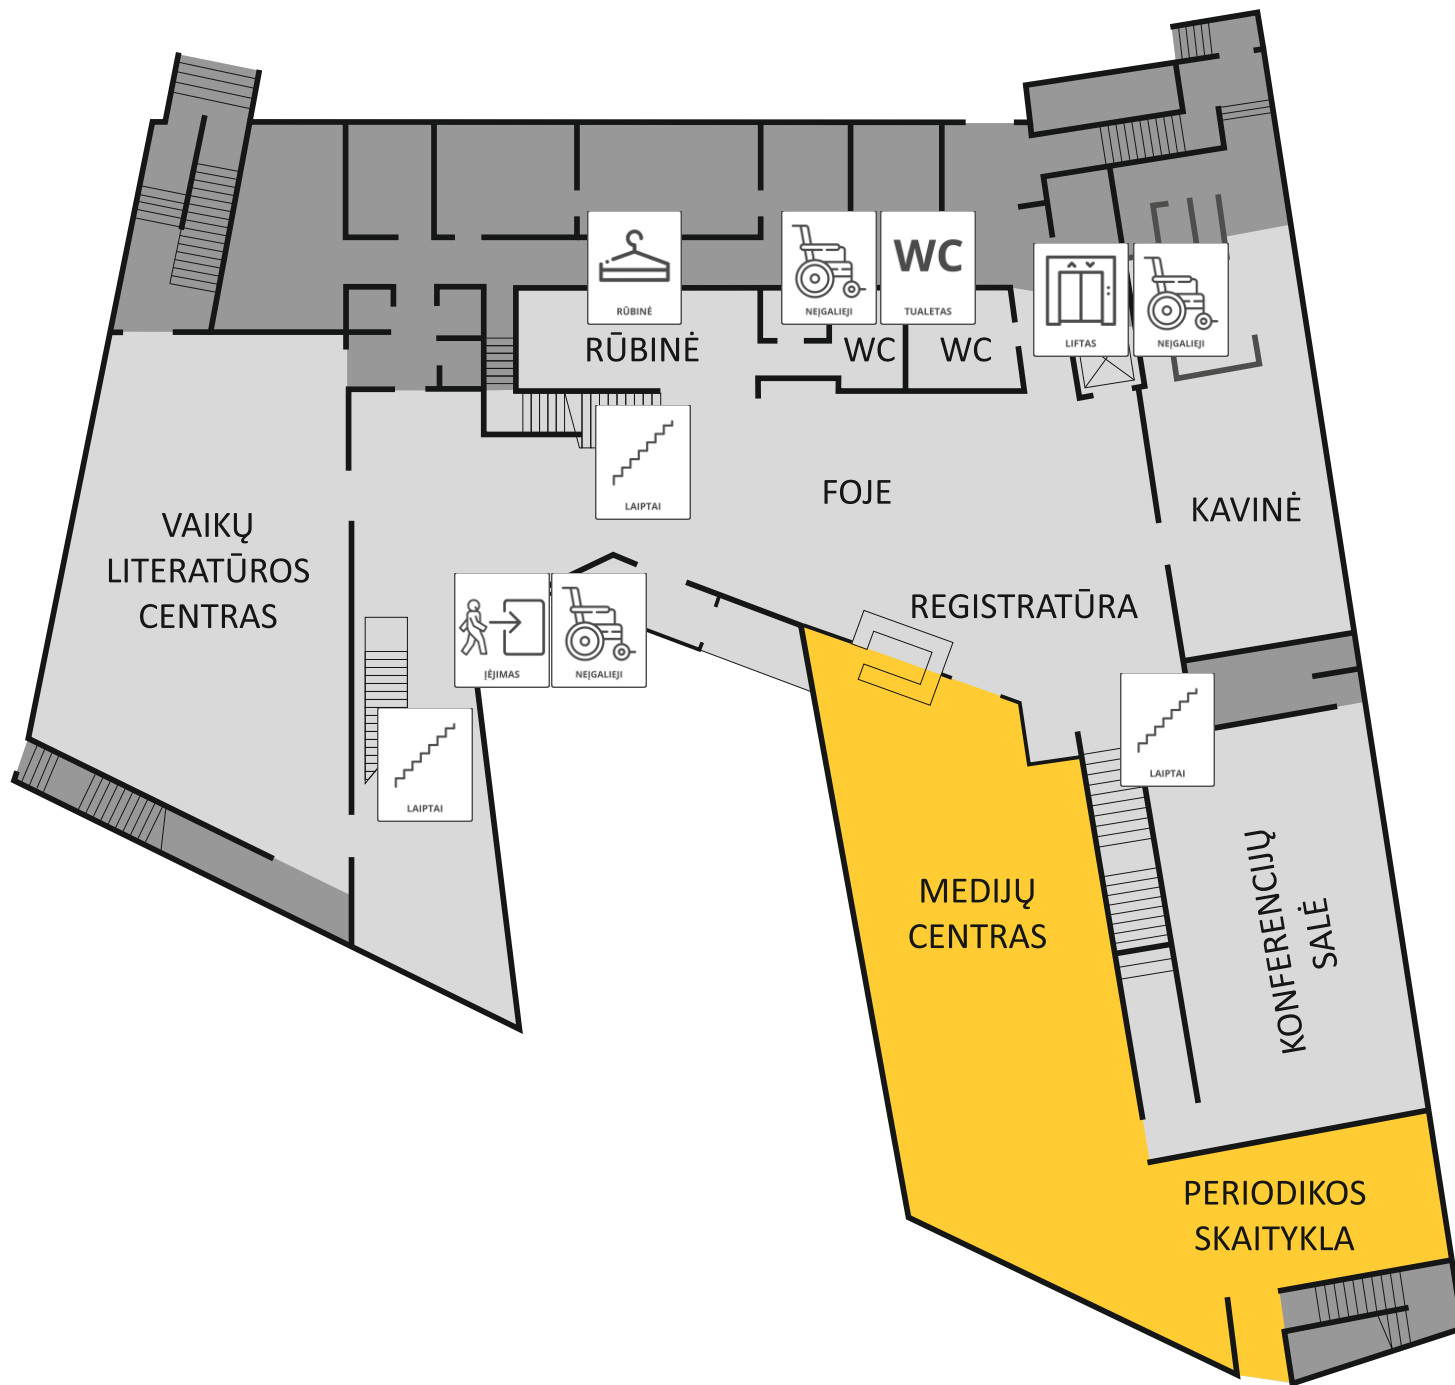 WC
RŪBINĖ
NEĮGALIEJI
TUALETAS
LIFTAS
NEĮGALIEJI
RŪBINĖ
WC
WC
LAIPTAI
FOJE
KAVINĖ
VAIKŲ
LITERATŪROS
CENTRAS
REGISTRATŪRA
ĮĖJIMAS
NEĮGALIEJI
LAIPTAI
LAIPTAI
MEDIJŲ
CENTRAS
KONFERENCIJŲ
SALĖ
PERIODIKOS
SKAITYKLA